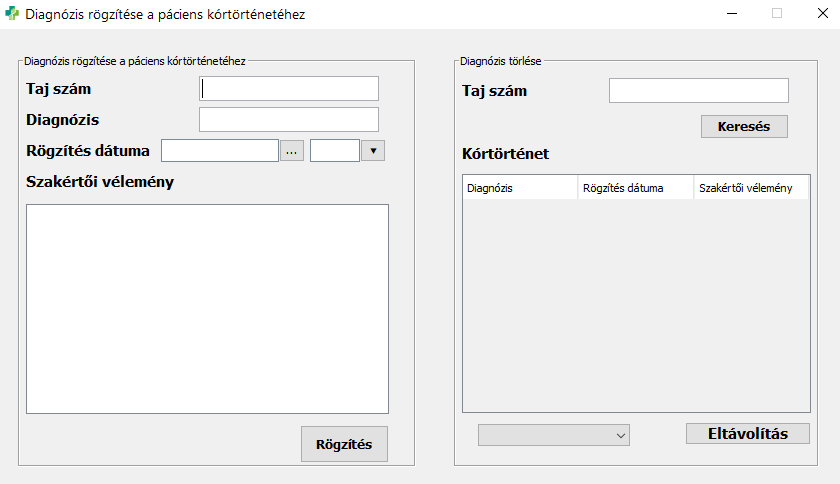 Diagnózis rögzítése a páciens kórtörténetéhez
Diagnózis rögzítése a páciens kórtörténetéhez
Taj szám
Diagnózis
Rögzítés dátuma ...
Szakértői vélemény
Rögzítés
Diagnózis törlése
Taj szám
Keresés
Kórtörténet
Diagnózis Rögzítés dátuma Szakértői vélemény
Eltávolítás